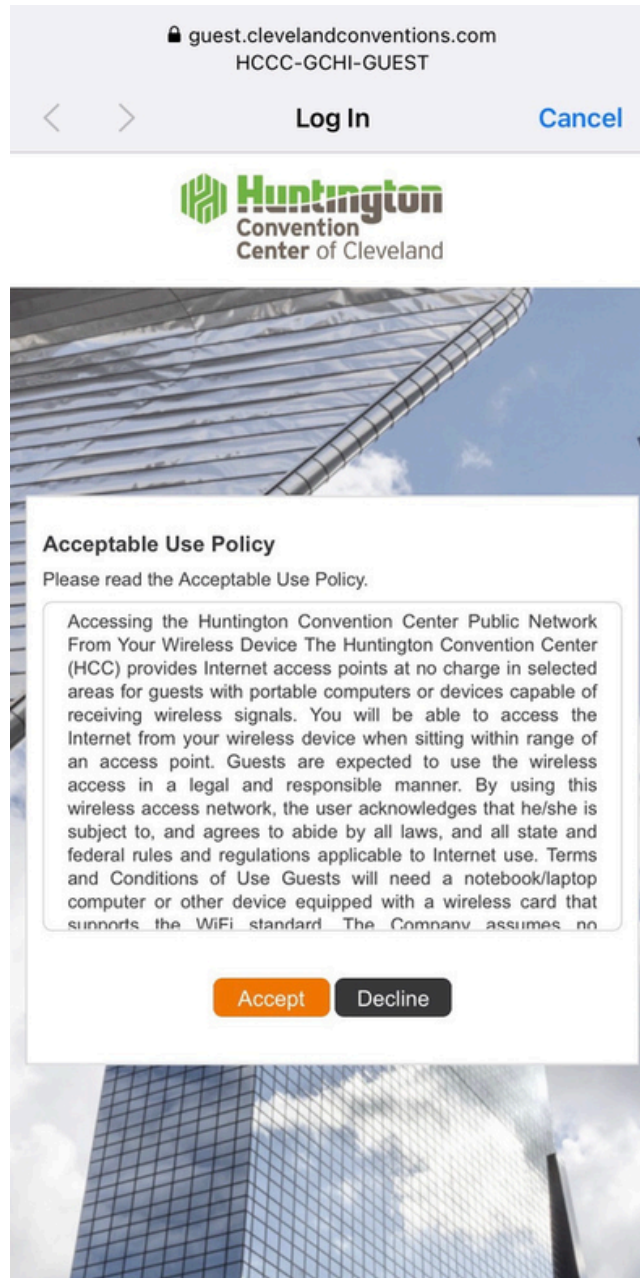 guest.clevelandconventions.com
HCCC-GCHI-GUEST
Log In
Cancel
Huntington
Convention
Center of Cleveland
Acceptable Use Policy
Please read the Acceptable Use Policy.
Accessing the Huntington Convention Center Public Network
From Your Wireless Device The Huntington Convention Center
(HCC) provides Internet access points at no charge in selected
areas for guests with portable computers or devices capable of
receiving wireless signals. You will be able to access the
Internet from your wireless device when sitting within range of
an access point. Guests are expected to use the wireless
access in a legal and responsible manner. By using this
wireless access network, the user acknowledges that he/she is
subject to, and agrees to abide by all laws, and all state and
federal rules and regulations applicable to Internet use. Terms
and Conditions of Use Guests will need a notebook/laptop
computer or other device equipped with a wireless card that
supports the WiFi standard. The Company assumes no
Accept
Decline